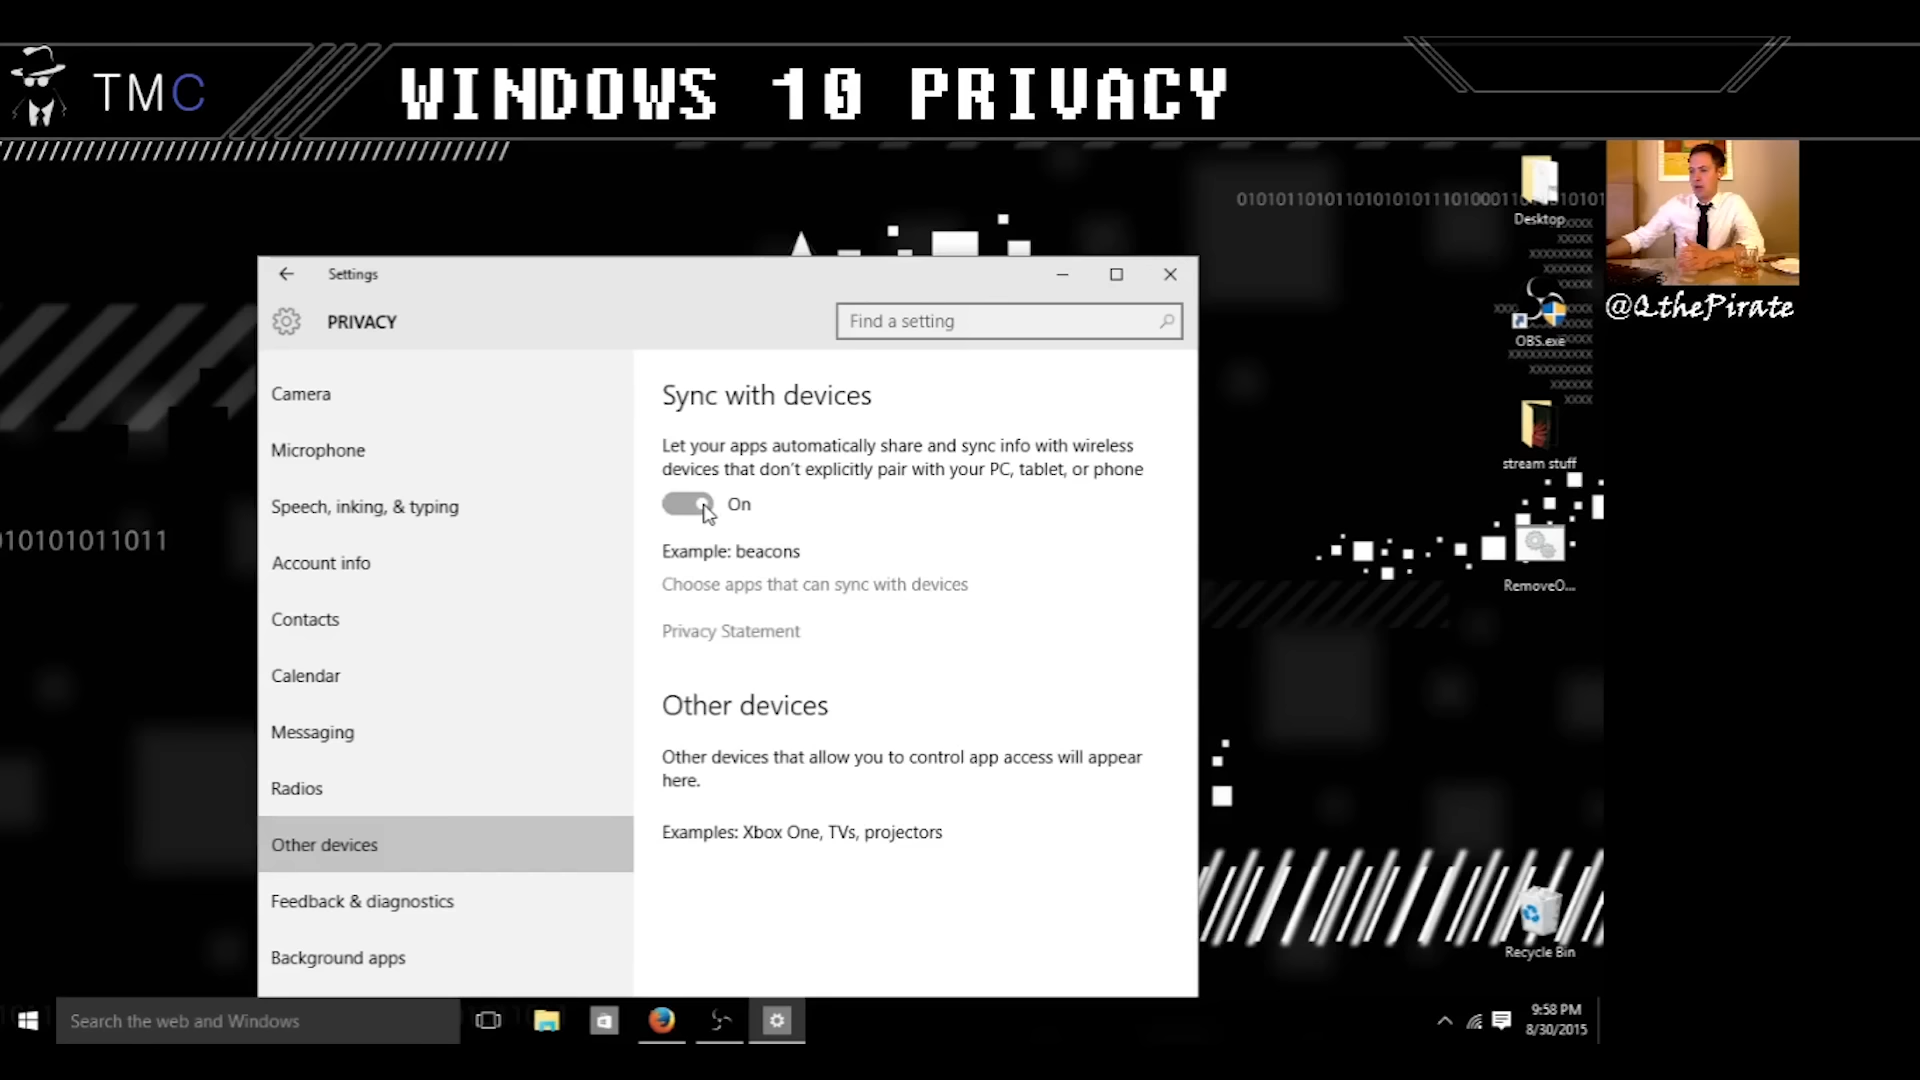 TMC
WINDOWS 10 PRIVACY
@QthePirate
Settings
PRIVACY
Find a setting
Camera
Microphone
Speech, inking, & typing
Account info
Contacts
Calendar
Messaging
Radios
Other devices
Feedback & diagnostics
Background apps
Sync with devices
Let your apps automatically share and sync info with wireless
devices that don't explicitly pair with your PC, tablet, or phone
On
Example: beacons
Choose apps that can sync with devices
Privacy Statement
Other devices
Other devices that allow you to control app access will appear
here.
Examples: Xbox One, TVs, projectors
Desktop
OBS.exe
stream stuff
RemoveO...
Recycle Bin
Search the web and Windows
9:58 PM
8/30/2015